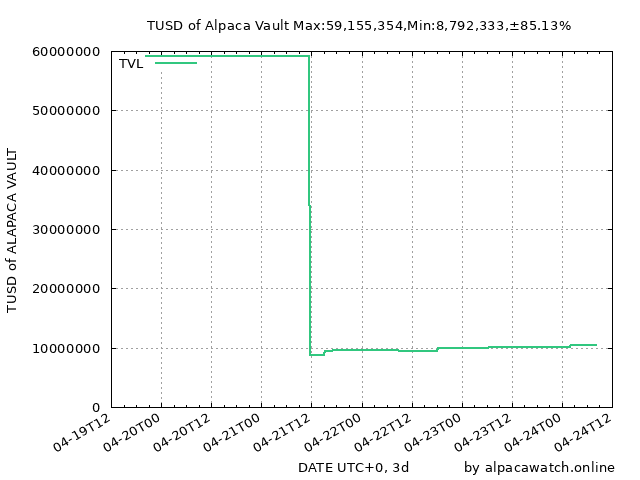 TUSD of Alpaca Vault Max:59,155,354,Min:8,792,333,±85.13%
TUSD of ALAPACA VAULT
TVL
60000000
50000000
40000000
30000000
20000000
10000000
0
04-19T12
04-20T00
04-20T12
04-21T00
04-21T12
04-22T00
04-22T12
04-23T00
04-23T12
04-24T00
04-24T12
DATE UTC+0, 3d
by alpacawatch.online